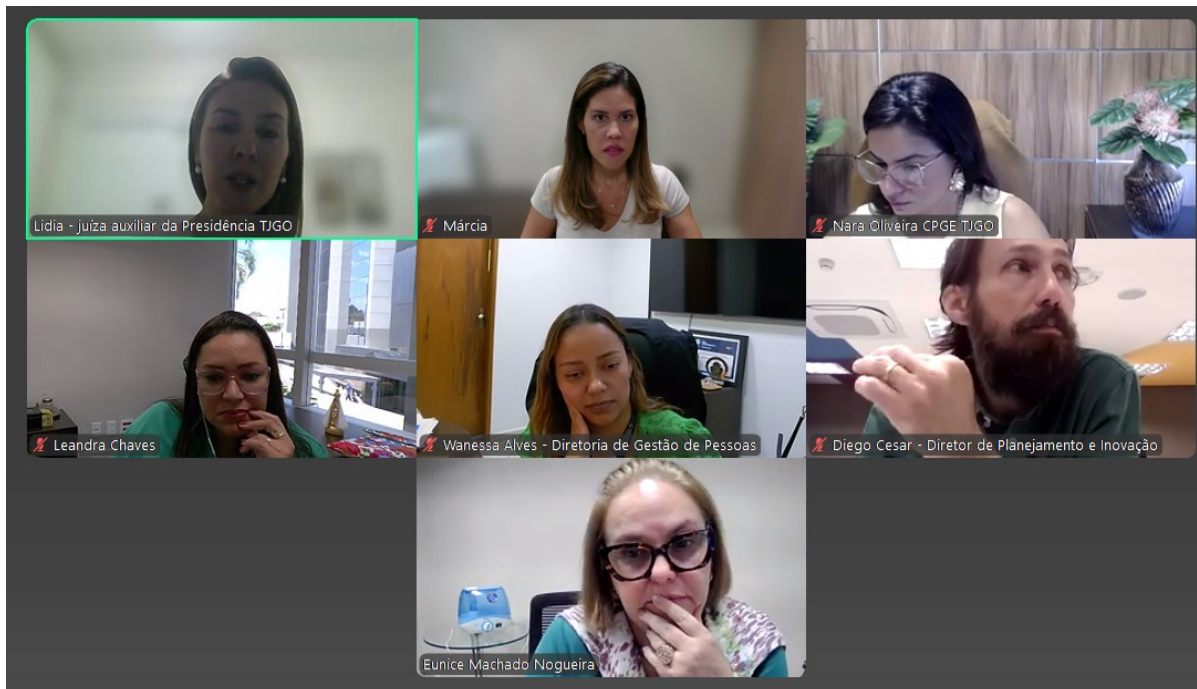 Lidia - juíza auxiliar da Presidência TJGO
Márcia
Nara Oliveira CPGE TJGO
Leandra Chaves
Wanessa Alves - Diretoria de Gestão de Pessoas
Diego Cesar - Diretor de Planejamento e Inovação
Eunice Machado Nogueira